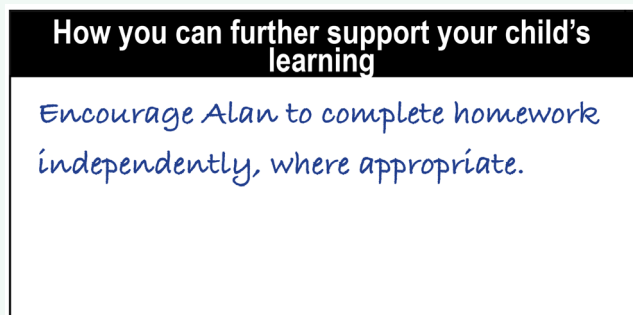 How you can further support your child’s
learning
Encourage Alan to complete homework
independently, where appropriate.